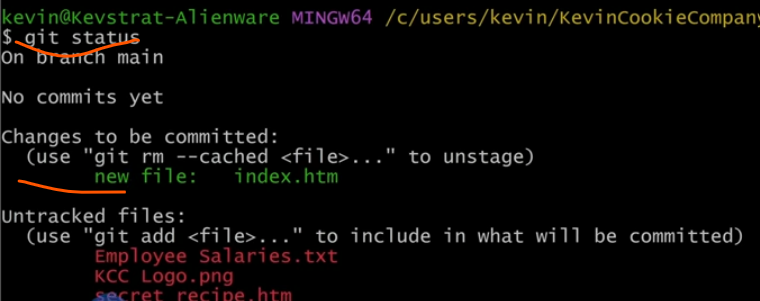 kevin@Kevstrat-Alienware MINGW64 /c/users/kevin/KevinCookieCompany
$ git status
On branch main
No commits yet
Changes to be committed:
(use "git rm --cached <file>..." to unstage)
new file: index.htm
Untracked files:
(use "git add <file>..." to include in what will be committed)
Employee Salaries.txt
KCC Logo.png
secret recipe.htm